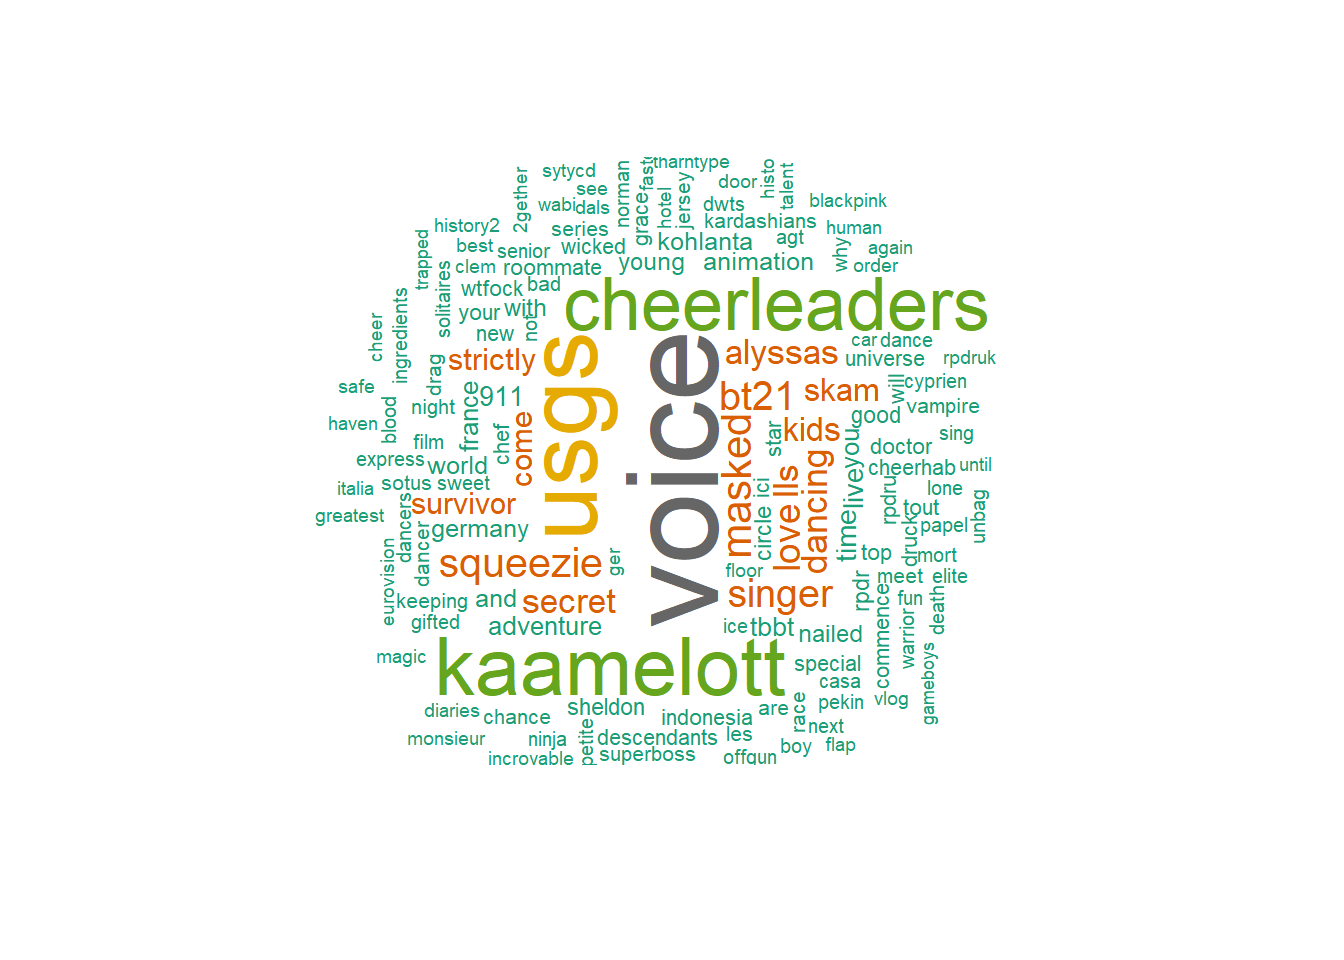 sytycd
see
2gether
wabi
dals
norman
fast
tharntype
grace
hotel
jersey
door
histo
talent
dwts
blackpink
history2
series
kardashians
human
best
senior
wicked
kohlanta
agt
why
again
trapped
clem
roommate
young
animation
order
solitaires
wtfock
bad
cheerleaders
your
with
cheer
ingredients
new
not
usgs
voice
alyssas
car
dance
strictly
universe
rpdruk
safe
drag
911
bt21
skam
will
cyprien
haven
blood
night
france
come
masked
star
kids
good
vampire
film
chef
you
doctor
sing
express
world
love
lls
dancing
live
cheerhab
until
italia
sotus
sweet
circle
ici
rpdru
lone
unbag
greatest
survivor
tout
dancers
germany
time
druck
papel
eurovision
dancer
squeezie
ger
floor
top
mort
rpdr
meet
elite
keeping
and
secret
singer
commence
fun
death
gifted
adventure
ice
tbbt
nailed
warrior
magic
kaamelott
special
gameboys
casa
diaries
chance
sheldon
indonesia
are
race
pekin
vlog
monsieur
ninja
petite
descendants
les
next
incrovable
superboss
offgun
boy
flap